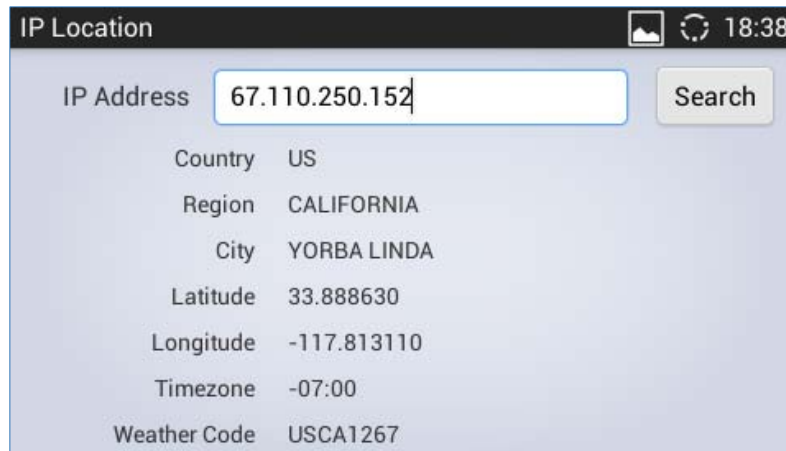 IP Location 18:38
IP Address 67.110.250.152 Search
Country US
Region CALIFORNIA
City YORBA LINDA
Latitude 33.888630
Longitude -117.813110
Timezone -07:00
Weather Code USCA1267